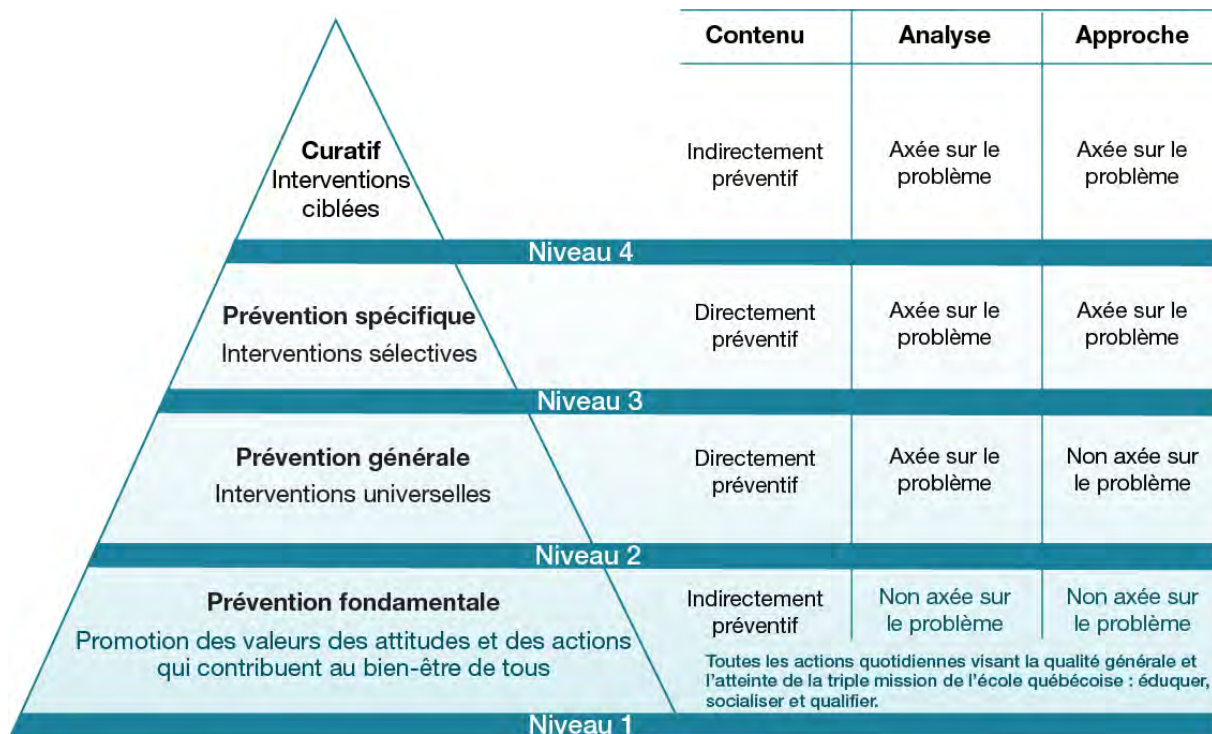 Contenu Analyse Approche
Curatif
Interventions
ciblées
Indirectement
préventif
Axée sur le
problème
Axée sur le
problème
Niveau 4
Prévention spécifique
Interventions sélectives
Directement
préventif
Axée sur le
problème
Axée sur le
problème
Niveau 3
Prévention générale
Interventions universelles
Directement
préventif
Axée sur le
problème
Non axée sur
le problème
Niveau 2
Prévention fondamentale
Promotion des valeurs des attitudes et des actions
qui contribuent au bien-être de tous
Indirectement
préventif
Non axée sur
le problème
Non axée sur
le problème
Toutes les actions quotidiennes visant la qualité générale et
l'atteinte de la triple mission de l'école québécoise : éduquer,
socialiser et qualifier.
Niveau 1